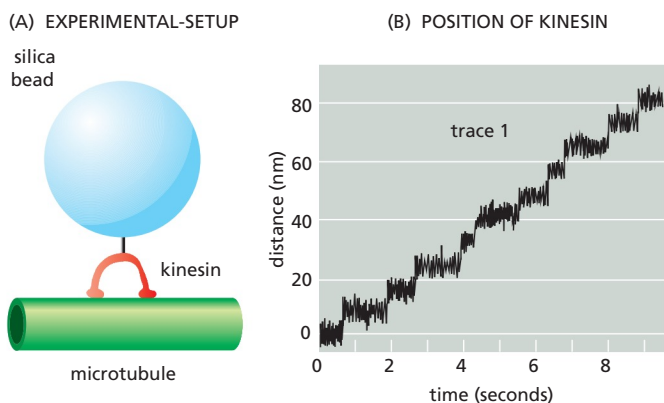 (A) EXPERIMENTAL-SETUP
silica
bead
kinesin
microtubule
(B) POSITION OF KINESIN
trace 1
distance (nm)
80
60
40
20
0
0 2 4 6 8
time (seconds)